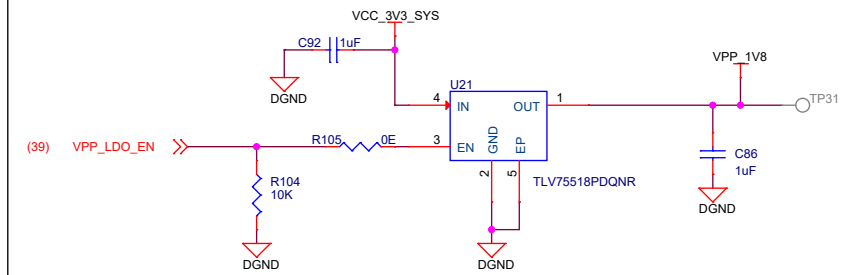 VCC_3V3_SYS
C92 1uF
VPP_1V8
DGND
U21
4 IN OUT 1
TP31
(39) VPP_LDO_EN
R105 0E
3 EN GND EP
C86
1uF
R104
10K
2 5
TLV75518PDQNR
DGND
DGND
DGND